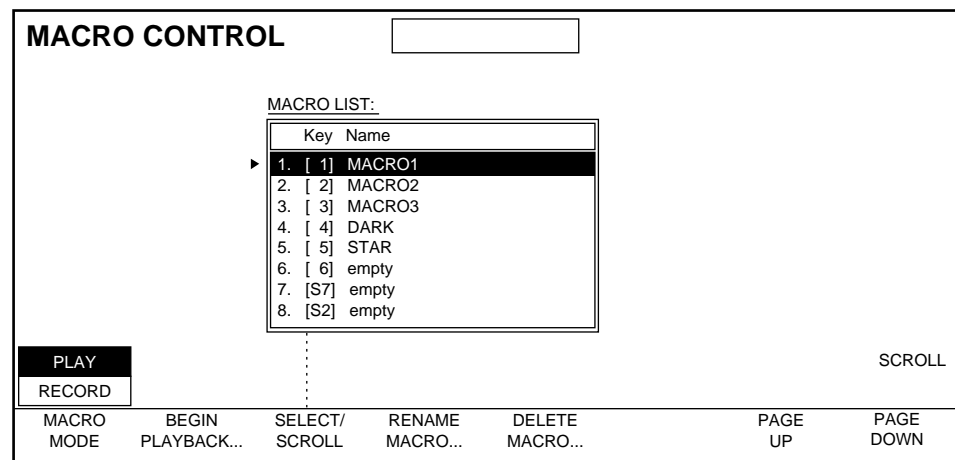 MACRO CONTROL
MACRO LIST:
Key Name
1. [ 1] MACRO1
2. [ 2] MACRO2
3. [ 3] MACRO3
4. [ 4] DARK
5. [ 5] STAR
6. [ 6] empty
7. [S7] empty
8. [S2] empty
PLAY
RECORD
SCROLL
MACRO
MODE
BEGIN
PLAYBACK...
SELECT/
SCROLL
RENAME
MACRO...
DELETE
MACRO...
PAGE
UP
PAGE
DOWN